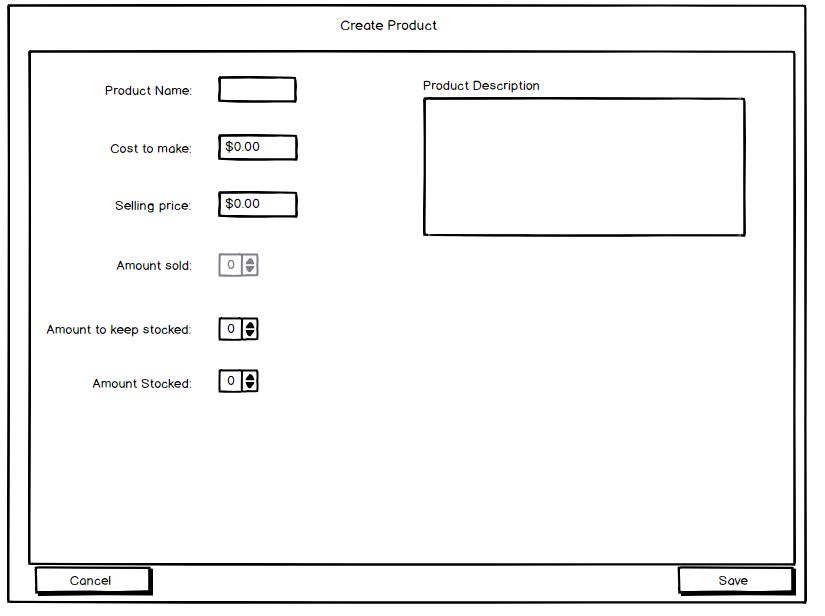 Create Product
Product Name:
Product Description
Cost to make:
$0.00
Selling price:
$0.00
Amount sold:
0
Amount to keep stocked:
0
Amount Stocked:
0
Cancel
Save